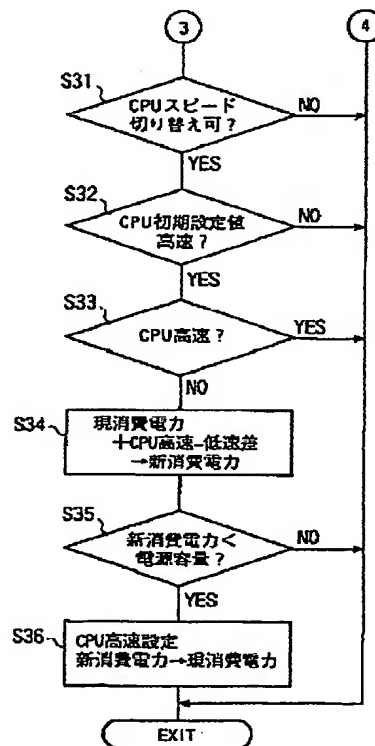 3
4
S31
CPUスピード
切り替え可?
NO
YES
S32
CPU初期設定値
高速?
NO
YES
S33
CPU高速?
YES
NO
S34
現消費電力
+CPU高速-低速差
→新消費電力
S35
新消費電力<
電源容量?
NO
YES
S36
CPU高速設定
新消費電力→現消費電力
EXIT